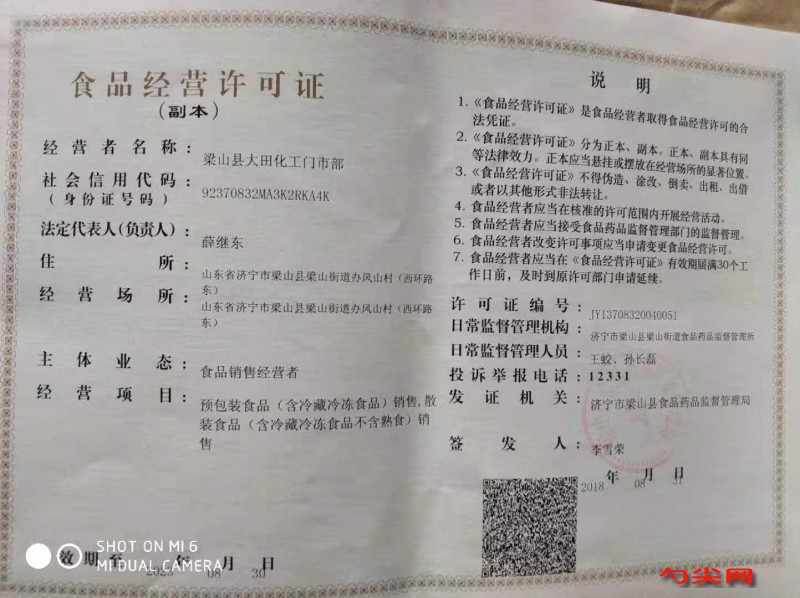 食品经营许可证
（副本）
经营者名称：
梁山县大田化工门市部
社会信用代码：
（身份证号码）
92370832MA3K2RKA4K
法定代表人(负责人)：
薛继东
住所：
山东省济宁市梁山县梁山街道办凤山村（西环路
东）
经营场所：
山东省济宁市梁山县梁山街道办凤山村（西环路
东）
主体业态：
食品销售经营者
经营项目：
预包装食品（含冷藏冷冻食品）销售,散
装食品（含冷藏冷冻食品不含熟食）销
售
效期至 年 08 月 30 日
SHOT ON MI 6
MI DUAL CAMERA
说明
1.《食品经营许可证》是食品经营者取得食品经营许可的合
法凭证。
2.《食品经营许可证》分为正本、副本。正本、副本具有同
等法律效力。正本应当悬挂或摆放在经营场所的显著位置。
3.《食品经营许可证》不得伪造、涂改、倒卖、出租、出借
或者以其他形式非法转让。
4. 食品经营者应当在核准的许可范围内开展经营活动。
5. 食品经营者应当接受食品药品监督管理部门的监督管理。
6. 食品经营者改变许可事项应当申请变更食品经营许可。
7. 食品经营者应当在《食品经营许可证》有效期届满30个工
作日前，及时到原许可部门申请延续。
许可证编号：
JY13708320040051
日常监督管理机构：
济宁市梁山县梁山街道食品药品监督管理所
日常监督管理人员：
王蛟、孙长磊
投诉举报电话：12331
发证机关：
济宁市梁山县食品药品监督管理局
签发人：
李雪荣
2018 年 08 月 31 日
勺尖网